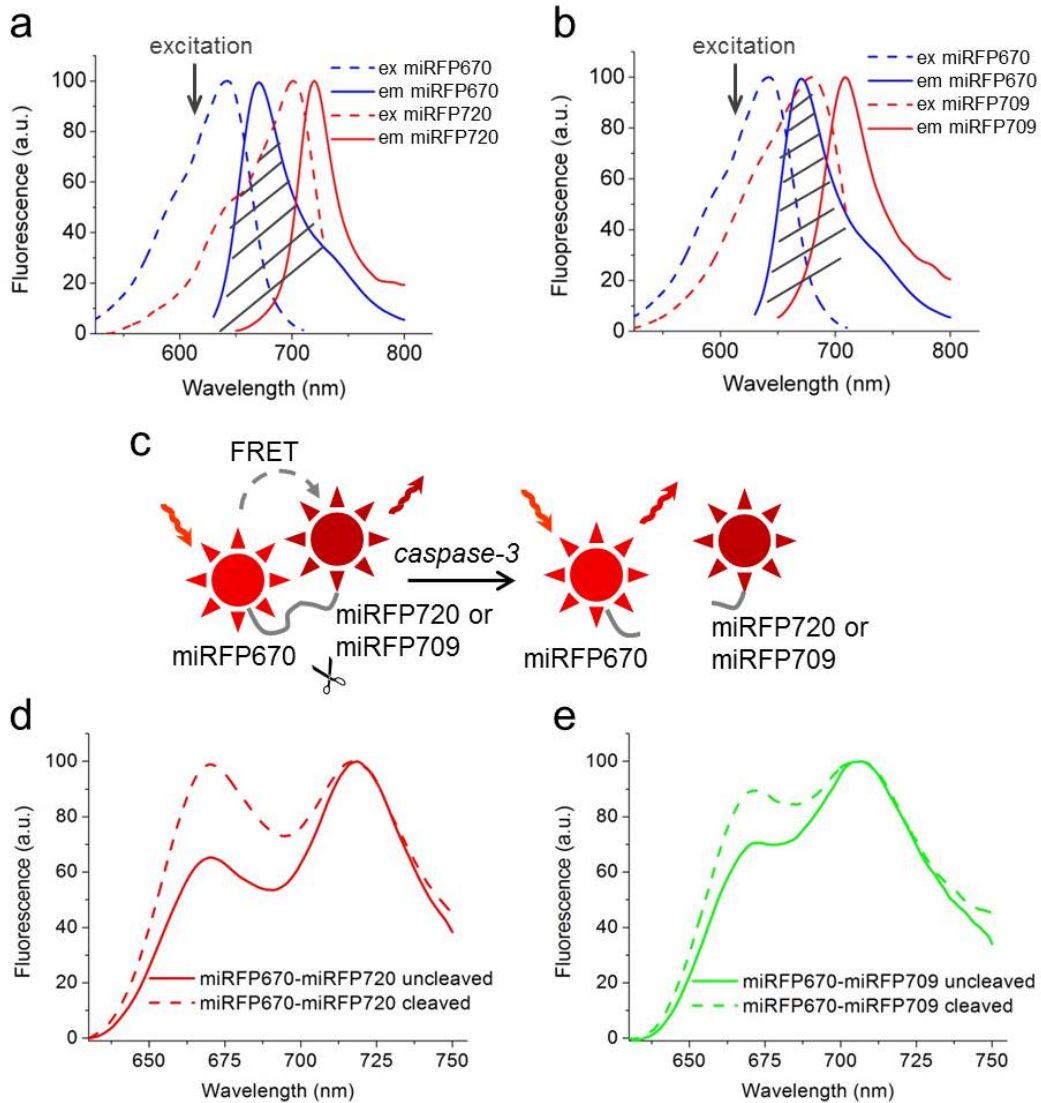 a
excitation
ex miRFP670
em miRFP670
ex miRFP720
em miRFP720
Fluorescence (a.u.)
100
80
60
40
20
0
600
700
800
Wavelength (nm)
b
excitation
ex miRFP670
em miRFP670
ex miRFP709
em miRFP709
Fluoprescence (a.u.)
100
80
60
40
20
0
600
700
800
Wavelength (nm)
c
FRET
caspase-3
miRFP720 or
miRFP709
miRFP670
miRFP720 or
miRFP709
miRFP670
d
Fluorescence (a.u.)
100
80
60
40
20
0
miRFP670-miRFP720 uncleaved
miRFP670-miRFP720 cleaved
650
675
700
725
750
Wavelength (nm)
e
Fluorescence (a.u.)
100
80
60
40
20
0
miRFP670-miRFP709 uncleaved
miRFP670-miRFP709 cleaved
650
675
700
725
750
Wavelength (nm)